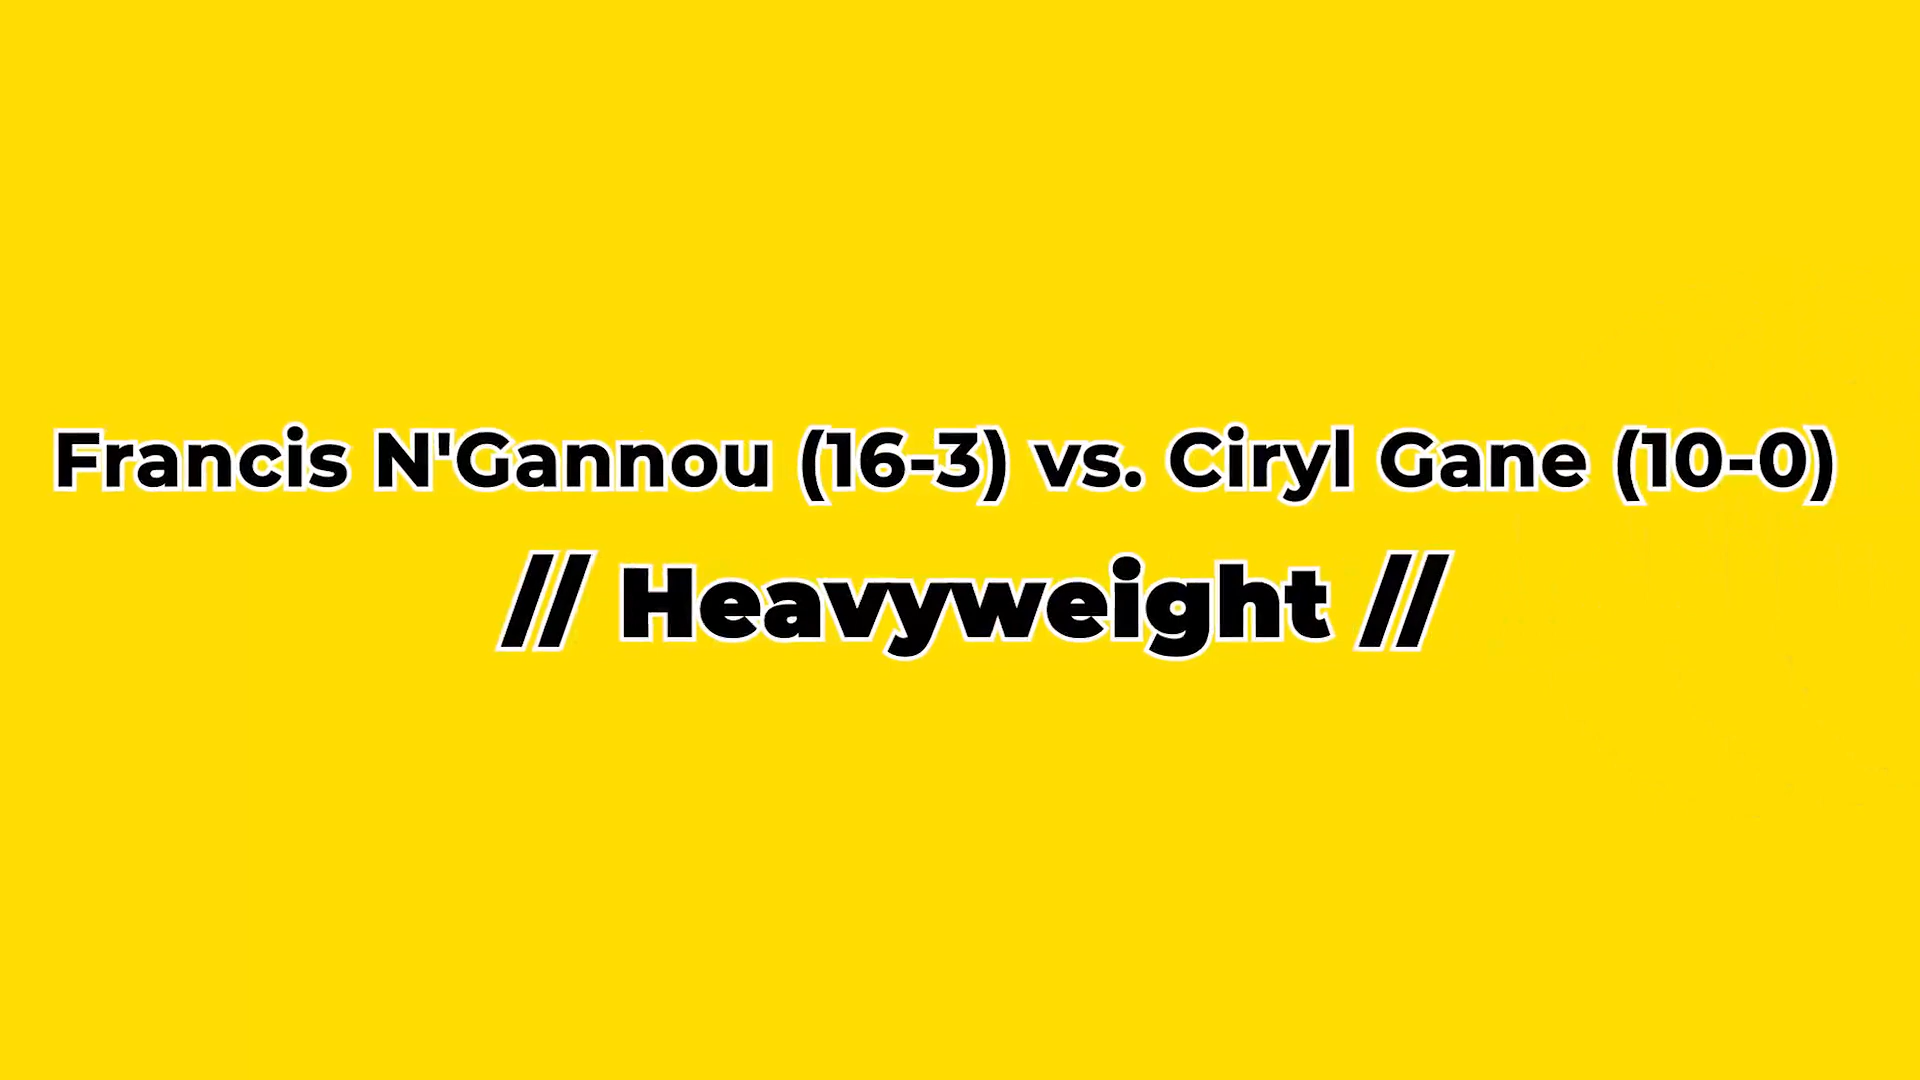 Francis N'Gannou (16-3) vs. Ciryl Gane (10-0)
// Heavyweight //